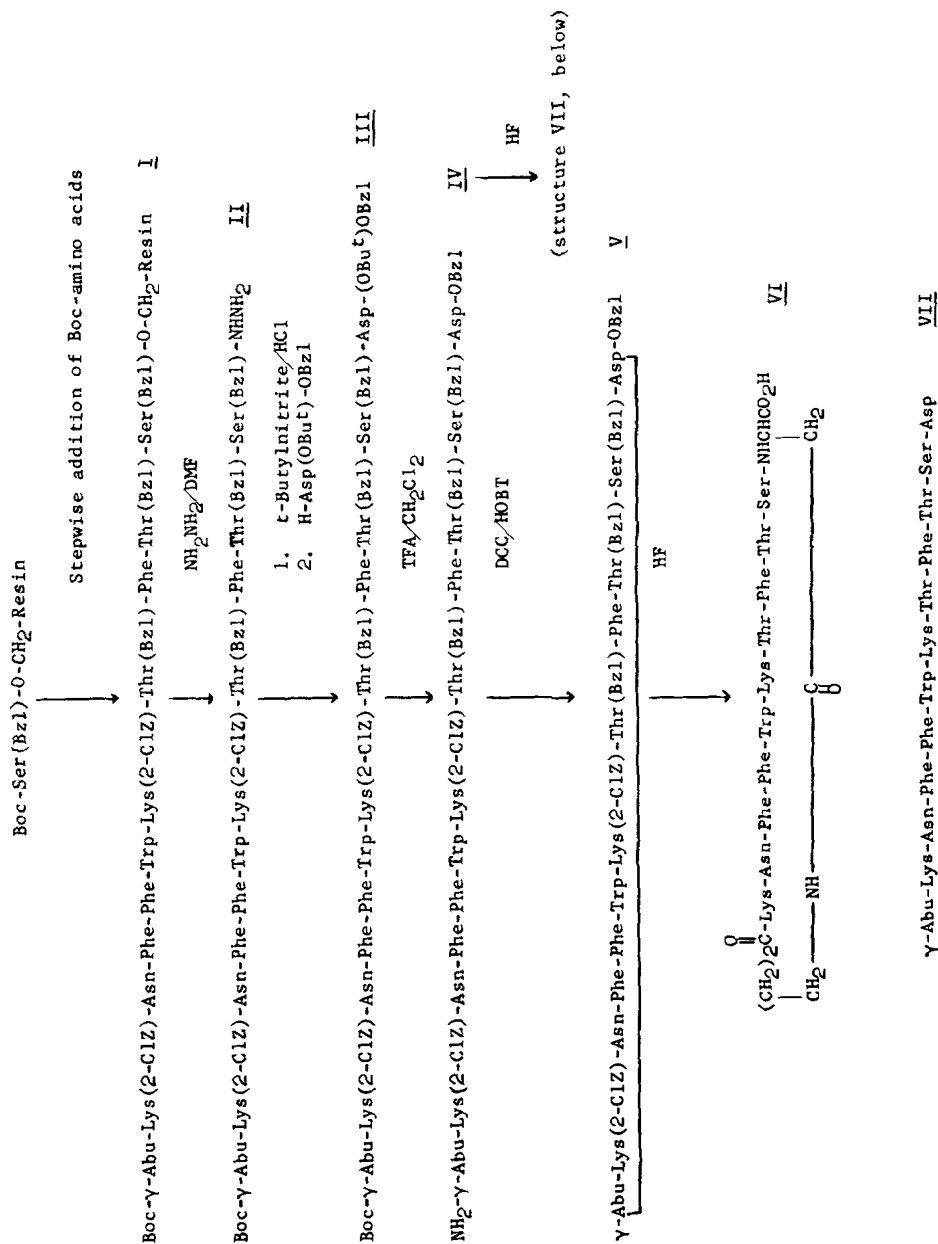 Boc-Ser(Bzl)-O-CH2-Resin
Stepwise addition of Boc-amino acids
Boc-γ-Abu-Lys(2-ClZ)-Asn-Phe-Phe-Trp-Lys(2-ClZ)-Thr(Bzl)-Phe-Thr(Bzl)-Ser(Bzl)-O-CH2-Resin I
NH2NH2/DMF
Boc-γ-Abu-Lys(2-ClZ)-Asn-Phe-Phe-Trp-Lys(2-ClZ)-Thr(Bzl)-Phe-Thr(Bzl)-Ser(Bzl)-NHNH2 II
1. t-Butylnitrite/HCl
2. H-Asp(OBut)-OBzl
Boc-γ-Abu-Lys(2-ClZ)-Asn-Phe-Phe-Trp-Lys(2-ClZ)-Thr(Bzl)-Phe-Thr(Bzl)-Ser(Bzl)-Asp-(OBut)OBzl III
TFA/CH2Cl2
NH2-γ-Abu-Lys(2-ClZ)-Asn-Phe-Phe-Trp-Lys(2-ClZ)-Thr(Bzl)-Phe-Thr(Bzl)-Ser(Bzl)-Asp-OBzl IV
HF
(structure VII, below)
DCC/HOBT
γ-Abu-Lys(2-ClZ)-Asn-Phe-Phe-Trp-Lys(2-ClZ)-Thr(Bzl)-Phe-Thr(Bzl)-Ser(Bzl)-Asp-OBzl V
HF
O
(CH2)2C-Lys-Asn-Phe-Phe-Trp-Lys-Thr-Phe-Thr-Ser-NHCHCO2H VI
CH2 NH C CH2
O
γ-Abu-Lys-Asn-Phe-Phe-Trp-Lys-Thr-Phe-Thr-Ser-Asp VII